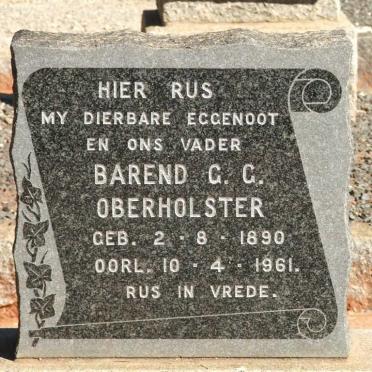 HIER RUS
MY DIERBARE EGGENOOT
EN ONS VADER
BAREND G. G.
OBERHOLSTER
GEB. 2 - 8 - 1890
OORL. 10 - 4 - 1961.
RUS IN VREDE.